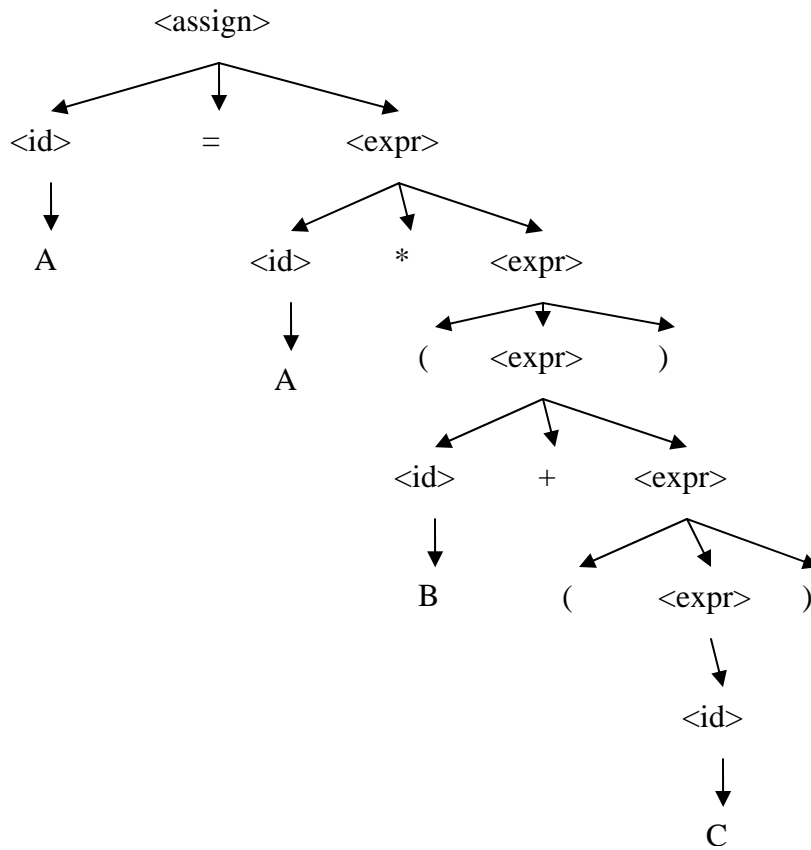 <assign>
<id> = <expr>
A <id> * <expr>
A ( <expr> )
<id> + <expr>
B ( <expr> )
<id>
C